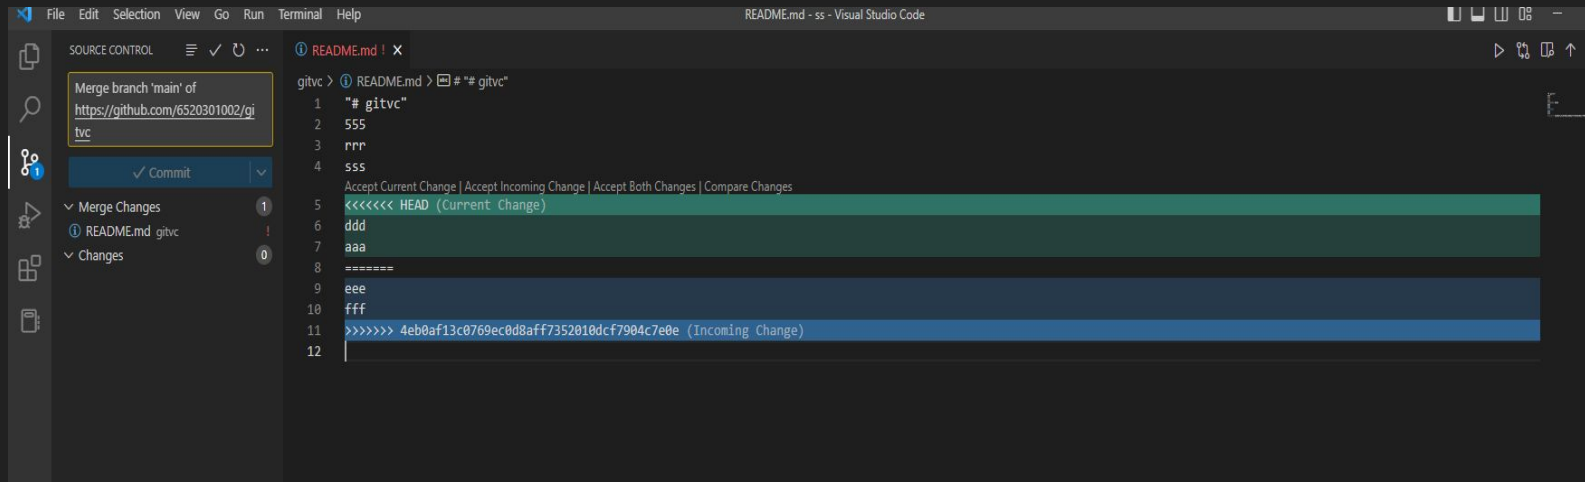 File Edit Selection View Go Run Terminal Help
README.md - ss - Visual Studio Code
SOURCE CONTROL
Merge branch 'main' of
https://github.com/6520301002/gi
tvc
Commit
Merge Changes 1
README.md gitvc !
Changes 0
1
README.md !
gitvc > README.md > # "# gitvc"
1 "# gitvc"
2 555
3 rrr
4 sss
Accept Current Change | Accept Incoming Change | Accept Both Changes | Compare Changes
5 <<<<<<< HEAD (Current Change)
6 ddd
7 aaa
8 =======
9 eee
10 fff
11 >>>>>>> 4eb0af13c0769ec0d8aff7352010dcf7904c7e0e (Incoming Change)
12